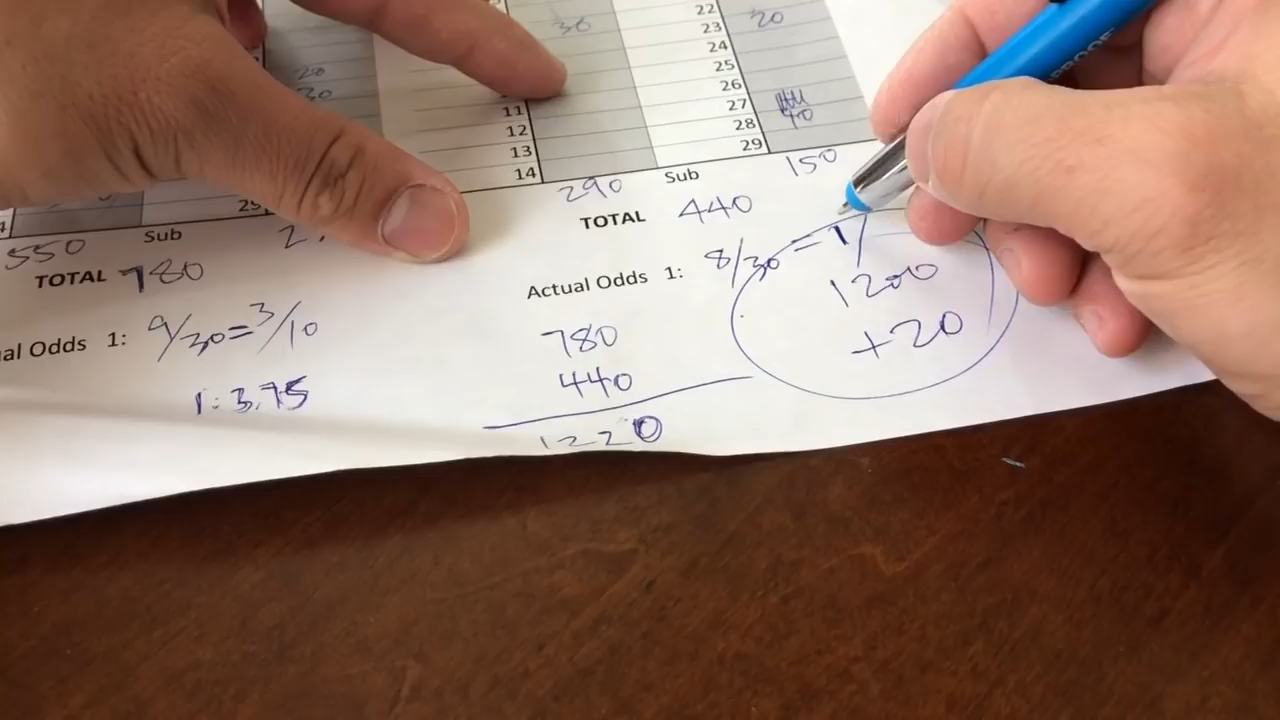 22
30 23 20
24
20 25
30 26
11 27 40
12 28
13 29
14
290 Sub 150
TOTAL 440
550 Sub
TOTAL 780
Actual Odds 1: 8/30 = 1/
1200
+20
al Odds 1: 9/30=3/10
1:3.75
780
440
1220